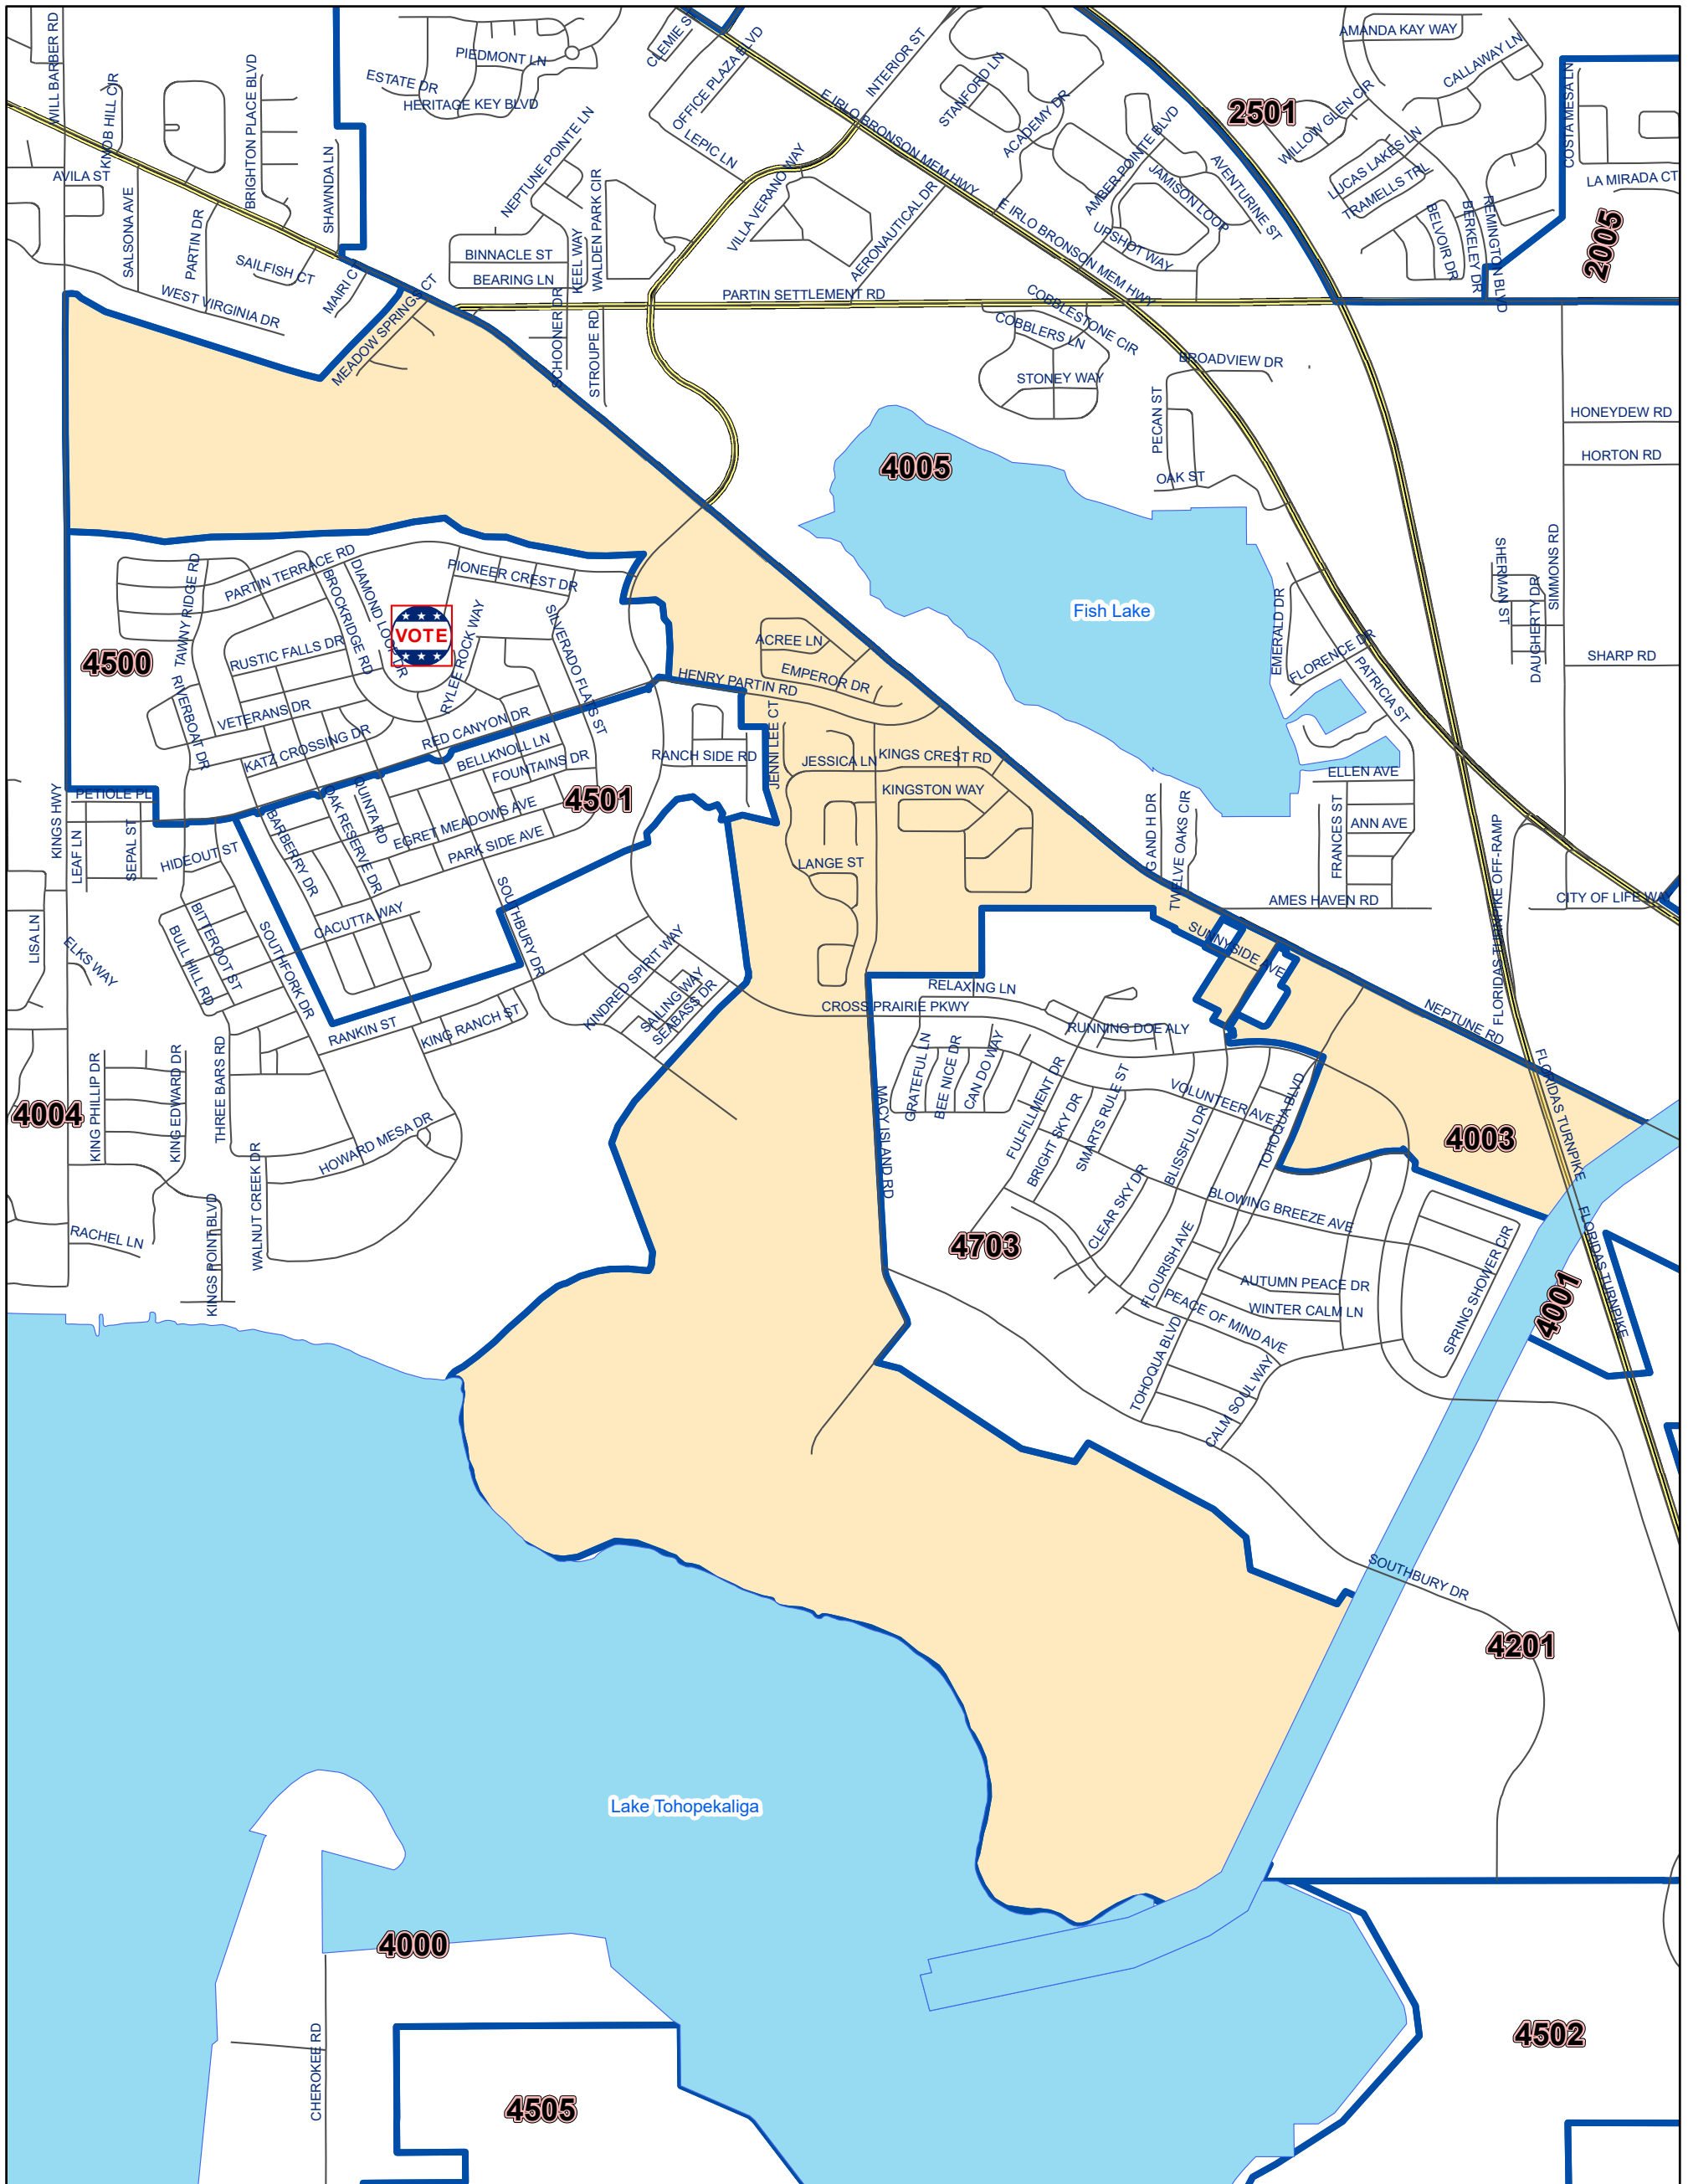 WILL BARBER RD
KNOB HILL CIR
AVILA ST
SALSONA AVE
BRIGHTON PLACE BLVD
SHAWNDA LN
PARTIN DR
SAILFISH CT
WEST VIRGINIA DR
MEADOW SPRINGS CT
ESTATE DR
PIEDMONT LN
HERITAGE KEY BLVD
CLEMIE ST
OFFICE PLAZA BLVD
LEPIC LN
INTERIOR ST
E IRLO BRONSON MEM HWY
STANFORD LN
ACADEMY DR
AMBER POINTE BLVD
JAMISON LOOP
AVENTURINE ST
UPSHOT WAY
2501
AMANDA KAY WAY
CALLAWAY LN
WILLOW GLEN CIR
LUCAS LAKES LN
TRAMELLS TRL
BELVOIR DR
BERKELEY DR
REMINGTON BLVD
COSTA MESA LN
LA MIRADA CT
2005
NEPTUNE POINTE LN
BINNACLE ST
BEARING LN
KEEL WAY
WALDEN PARK CIR
SCHOONER DR
STROUPE RD
VILLA VERANO WAY
AERONAUTICAL DR
E IRLO BRONSON MEM HWY
PARTIN SETTLEMENT RD
COBBLESTONE CIR
COBBLERS LN
STONEY WAY
BROADVIEW DR
PECAN ST
OAK ST
HONEYDEW RD
HORTON RD
4005
Fish Lake
SHERMAN ST
DAUGHERTY DR
SIMMONS RD
SHARP RD
EMERALD DR
FLORENCE DR
PATRICIA ST
ELLEN AVE
FRANCES ST
ANN AVE
AMES HAVEN RD
G AND H DR
TWELVE OAKS CIR
CITY OF LIFE WAY
FLORIDAS TURNPIKE OFF-RAMP
4500
PARTIN TERRACE RD
TAWNY RIDGE RD
BROCKRIDGE RD
DIAMOND LOOP DR
VOTE
PIONEER CREST DR
RYLEE ROCK WAY
SILVERADO FLATS ST
RUSTIC FALLS DR
RIVERBOAT DR
VETERANS DR
KATZ CROSSING DR
RED CANYON DR
BELLKNOLL LN
FOUNTAINS DR
4501
QUINTA RD
OAK RESERVE DR
EGRET MEADOWS AVE
PARK SIDE AVE
BARBERRY DR
CACUTTA WAY
SOUTHBURY DR
ACREE LN
EMPEROR DR
HENRY PARTIN RD
RANCH SIDE RD
JENNI LEE CT
JESSICA LN
KINGS CREST RD
KINGSTON WAY
LANGE ST
KINGS HWY
PETIOLE PL
LEAF LN
SEPAL ST
HIDEOUT ST
LISA LN
ELKS WAY
BITTEROOT ST
BULL HILL RD
SOUTHFORK DR
RANKIN ST
KING RANCH ST
KINDRED SPIRIT WAY
SAILING WAY
SEABASS DR
4004
KING PHILLIP DR
KING EDWARD DR
THREE BARS RD
HOWARD MESA DR
WALNUT CREEK DR
KINGS POINT BLVD
RACHEL LN
SUNNYSIDE AVE
RELAXING LN
CROSS PRAIRIE PKWY
RUNNING DOE ALY
NEPTUNE RD
GRATEFUL LN
BEE NICE DR
CAN DO WAY
FULFILLMENT DR
BRIGHT SKY DR
SMARTS RULE ST
VOLUNTEER AVE
TOHOQUA BLVD
BLISSFUL DR
MACY ISLAND RD
CLEAR SKY DR
BLOWING BREEZE AVE
4703
4003
FLORIDAS TURNPIKE
FLORIDAS TURNPIKE
FLOURISH AVE
AUTUMN PEACE DR
WINTER CALM LN
PEACE OF MIND AVE
SPRING SHOWER CIR
TOHOQUA BLVD
CALM SOUL WAY
4001
SOUTHBURY DR
4201
Lake Tohopekaliga
4000
CHEROKEE RD
4505
4502